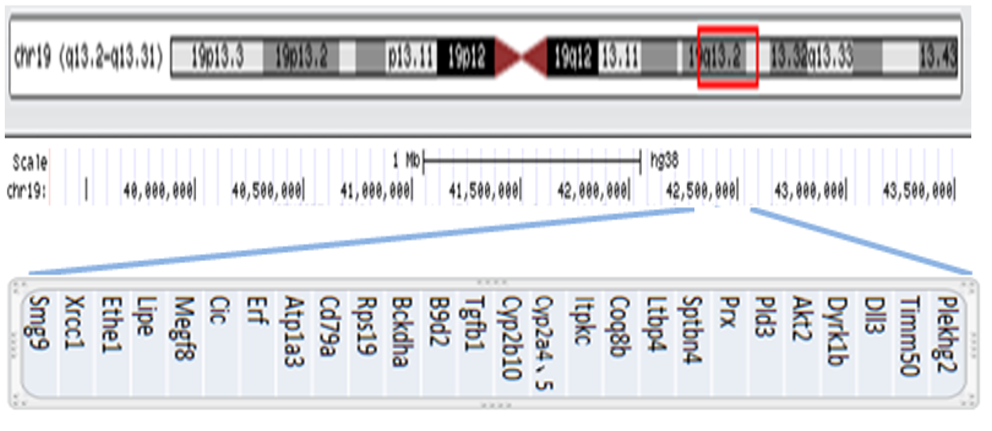 chr19 (q13.2-q13.31) 19p13.3 19p13.2 p13.11 19p12 19q12 13.11 19q13.2 13.32 q13.33 13.43
Scale 1 Mb hg38
chr19: 40,000,000 40,500,000 41,000,000 41,500,000 42,000,000 42,500,000 43,000,000 43,500,000
Smg9
Xrcc1
Ethe1
Lipe
Megf8
Cic
Erf
Atp1a3
Cd79a
Rps19
Bckdha
B9d2
Tgfb1
Cyp2b10
Cyp2a4、5
Itpkc
Coq8b
Ltbp4
Sptbn4
Prx
Pld3
Akt2
Dyrk1b
Dll3
Timm50
Plekhg2